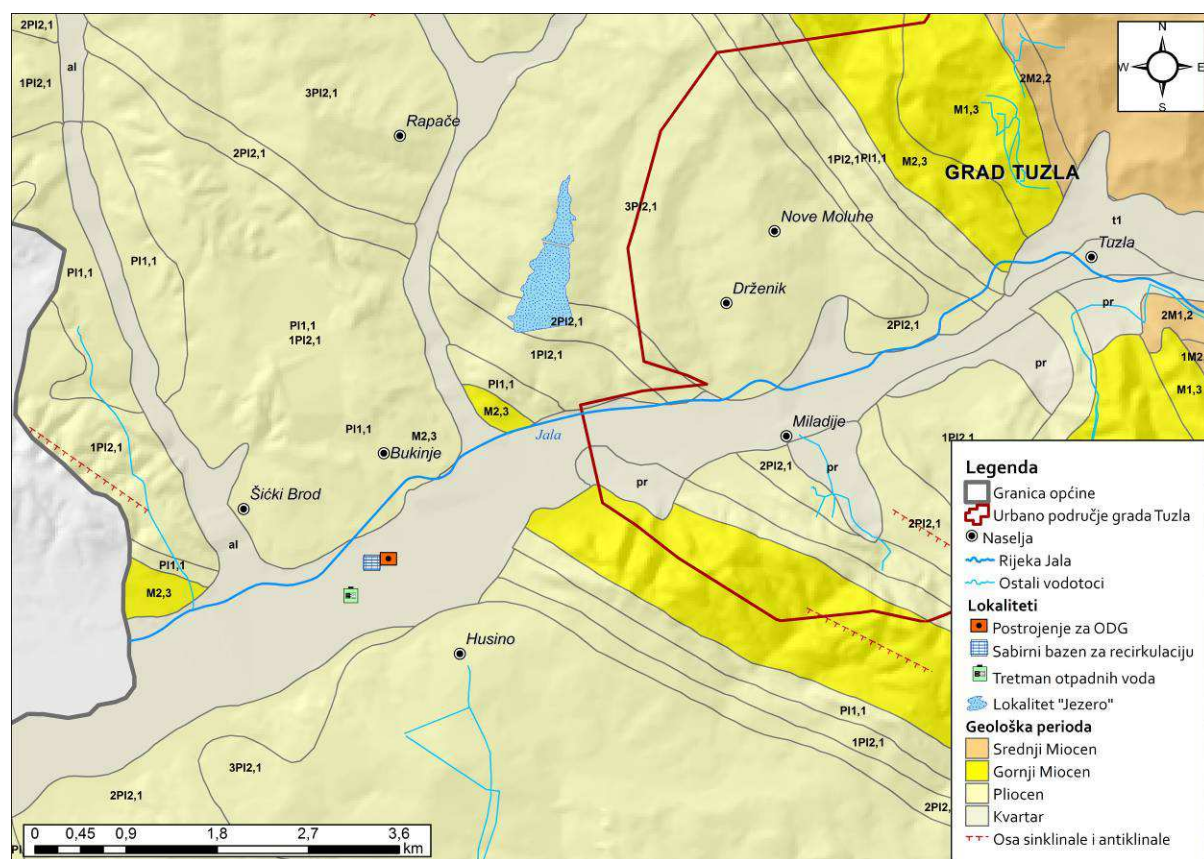 2Pl2,1
al
1Pl2,1
3Pl2,1
Rapače
2Pl2,1
Pl1,1
Pl1,1
Pl1,1
1Pl2,1
3Pl2,1
Nove Moluhe
Drženik
1Pl2,1
Pl1,1
M2,3
M1,3
2M2,2
GRAD TUZLA
N
W
E
S
t1
Tuzla
pr
2M1,2
1M2
M1,3
2Pl2,1
2Pl2,1
1Pl2,1
Pl1,1
M2,3
Jala
pr
Miladije
2Pl2,1
pr
1Pl2,1
2Pl2,1
Pl1,1
M2,3
Bukinje
1Pl2,1
Šićki Brod
al
Pl1,1
M2,3
pr
Husino
Pl1,1
1Pl2,1
2Pl2,
3Pl2,1
2Pl2,1
Pl
0 0,45 0,9 1,8 2,7 3,6
km
Legenda
Granica općine
Urbano područje grada Tuzla
Naselja
Rijeka Jala
Ostali vodotoci
Lokaliteti
Postrojenje za ODG
Sabirni bazen za recirkulaciju
Tretman otpadnih voda
Lokalitet "Jezero"
Geološka perioda
Srednji Miocen
Gornji Miocen
Pliocen
Kvartar
Osa sinklinale i antiklinale